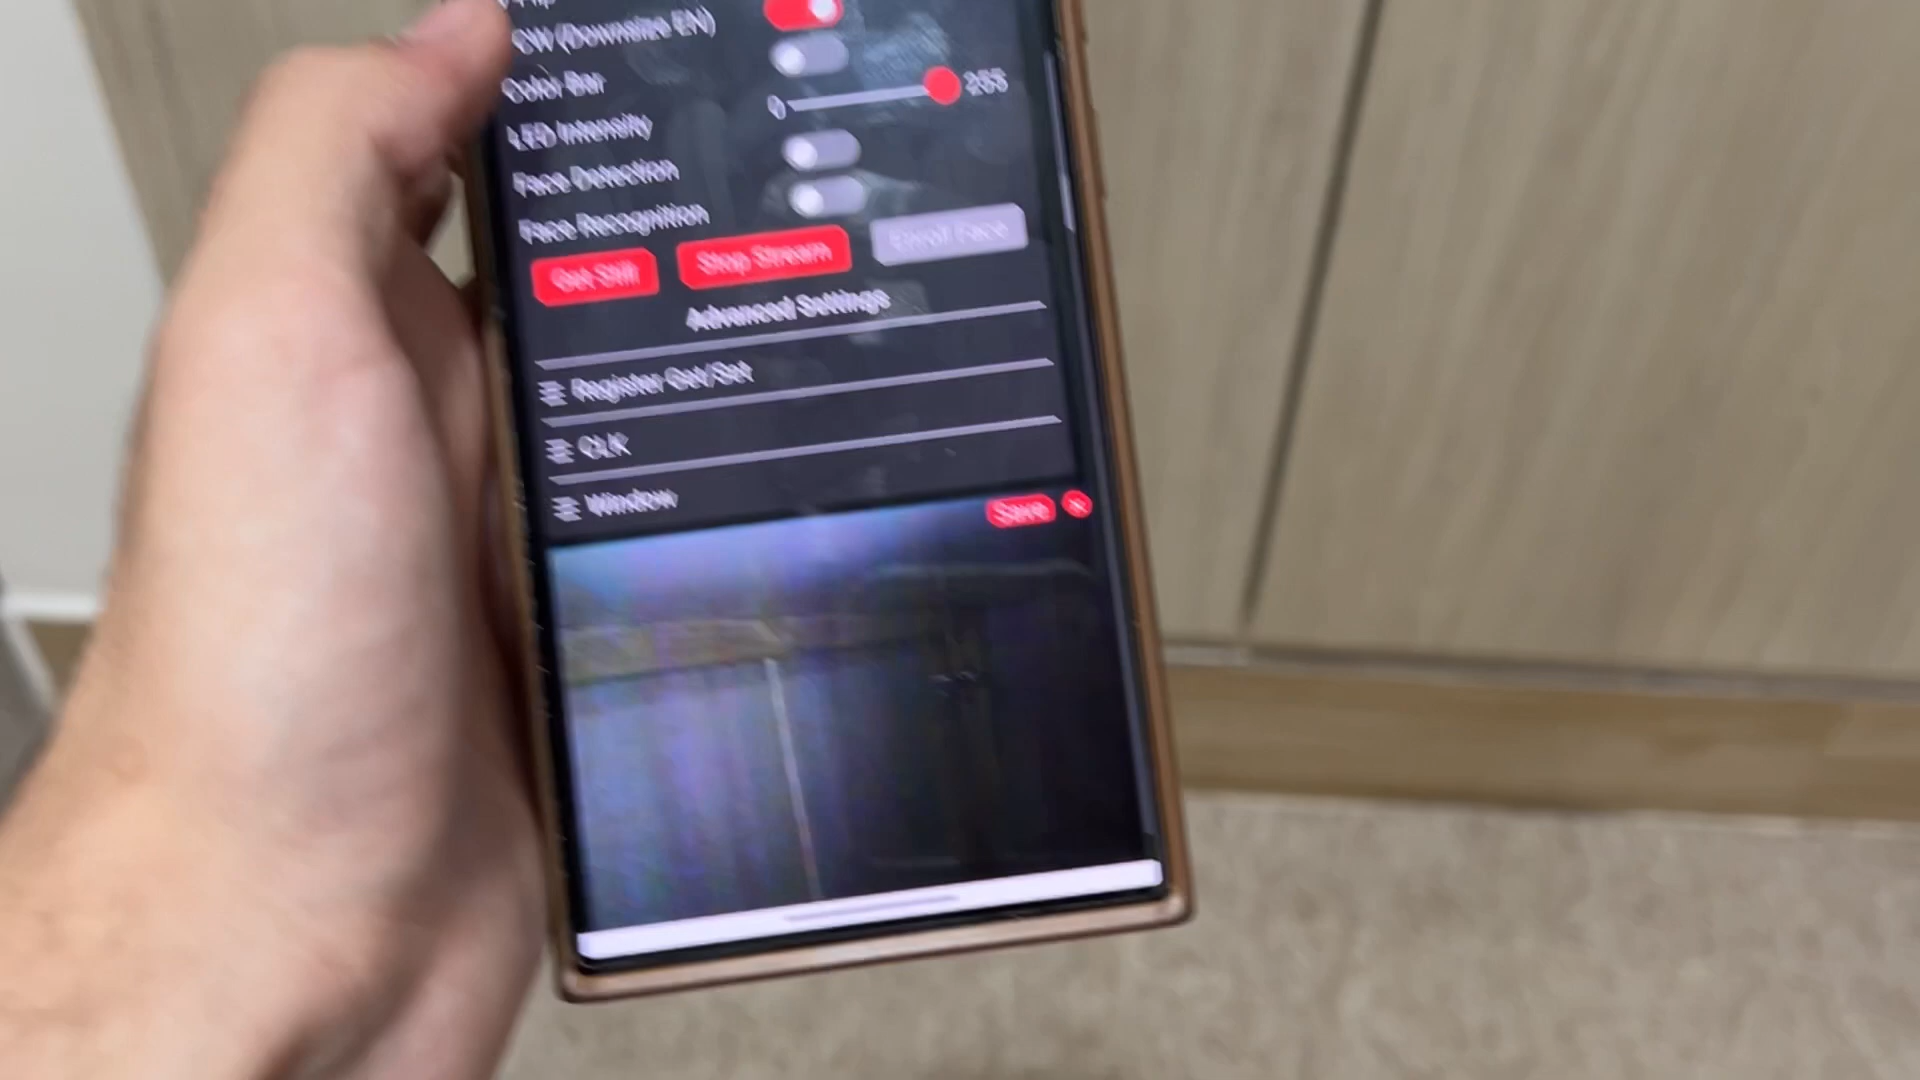 DCW (Downsize EN)
Color Bar
0 255
LED Intensity
Face Detection
Face Recognition
Get Still Stop Stream Enroll Face
Advanced Settings
Register Get/Set
CLK
Window
Save ×